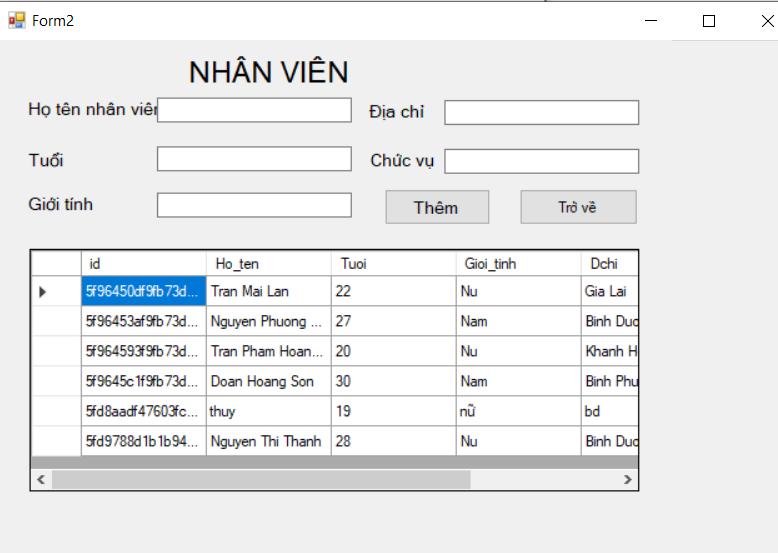 Form2
NHÂN VIÊN
Họ tên nhân viên
Địa chỉ
Tuổi
Chức vụ
Giới tính
Thêm
Trở về
id Ho_ten Tuoi Gioi_tinh Dchi
5f96450df9fb73d... Tran Mai Lan 22 Nu Gia Lai
5f96453af9fb73d... Nguyen Phuong ... 27 Nam Binh Duo
5f964593f9fb73d... Tran Pham Hoan... 20 Nu Khanh H
5f9645c1f9fb73d... Doan Hoang Son 30 Nam Binh Phu
5fd8aadf47603fc... thuy 19 nữ bd
5fd9788d1b1b94... Nguyen Thi Thanh 28 Nu Binh Duo